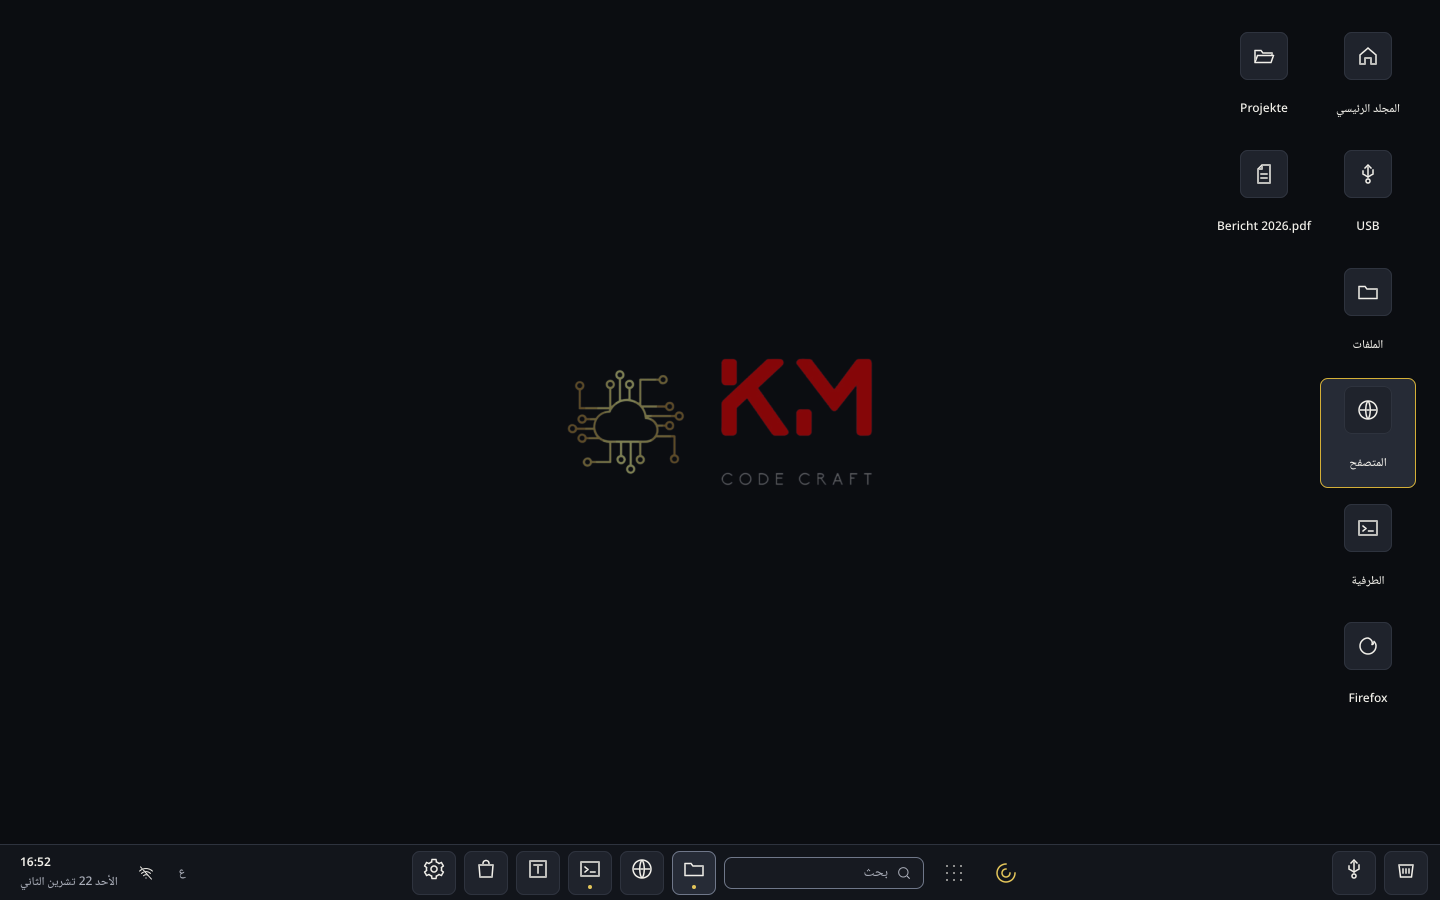 المجلد الرئيسي
Projekte
USB
Bericht 2026.pdf
الملفات
المتصفح
الطرفية
Firefox
KM
CODE CRAFT
بحث
T
ع
16:52
الأحد 22 تشرين الثاني